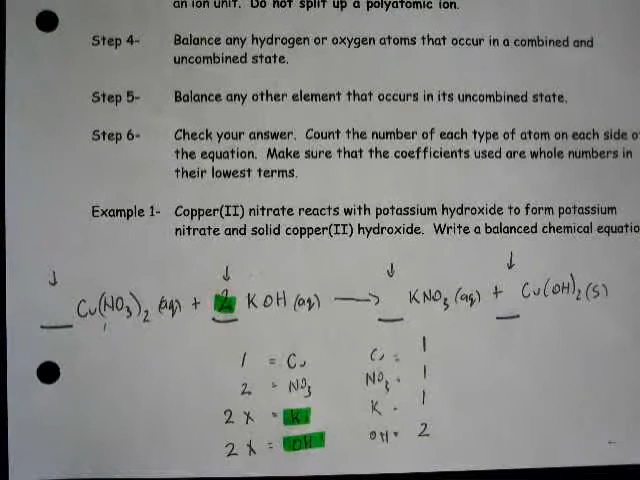 an ion unit. Do not split up a polyatomic ion.
Step 4- Balance any hydrogen or oxygen atoms that occur in a combined and
uncombined state.
Step 5- Balance any other element that occurs in its uncombined state.
Step 6- Check your answer. Count the number of each type of atom on each side o
the equation. Make sure that the coefficients used are whole numbers in
their lowest terms.
Example 1- Copper(II) nitrate reacts with potassium hydroxide to form potassium
nitrate and solid copper(II) hydroxide. Write a balanced chemical equatio
Cu(NO₃)₂ (aq) + 2 KOH (aq) → KNO₃ (aq) + Cu(OH)₂ (s)
1 = Cu Cu = 1
2 = NO₃ NO₃ = 1
2 X = K K = 1
2 X = OH OH = 2